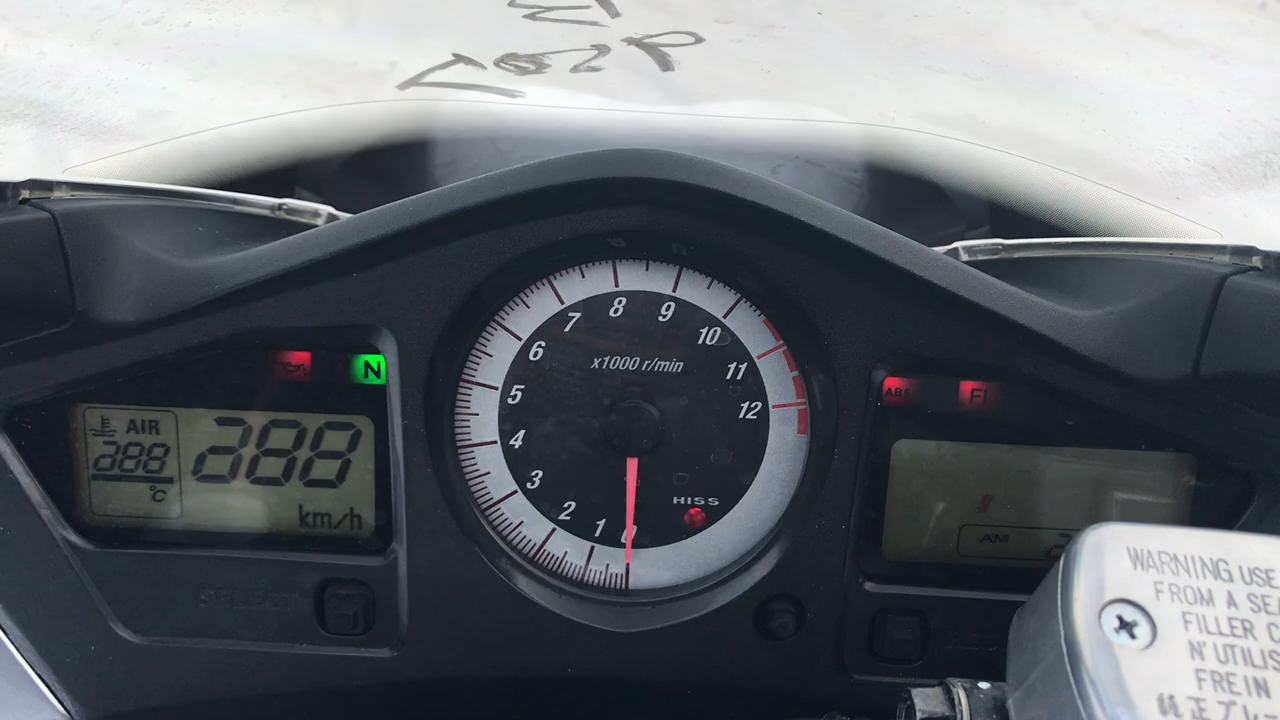 N
AIR
288
°C
288
km/h
SELECT
0
1
2
3
4
5
6
7
8
9
10
11
12
x1000 r/min
HISS
ABS
FI
AM
WARNING USE
FROM A SE
FILLER C
N'UTILIS
FREIN